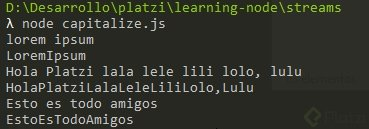 D:\Desarrollo\platzi\learning-node\streams
λ node capitalize.js
lorem ipsum
LoremIpsum
Hola Platzi lala lele lili lolo, lulu
HolaPlatziLalaLeleLiliLolo,Lulu
Esto es todo amigos
EstoEsTodoAmigos
Platzi